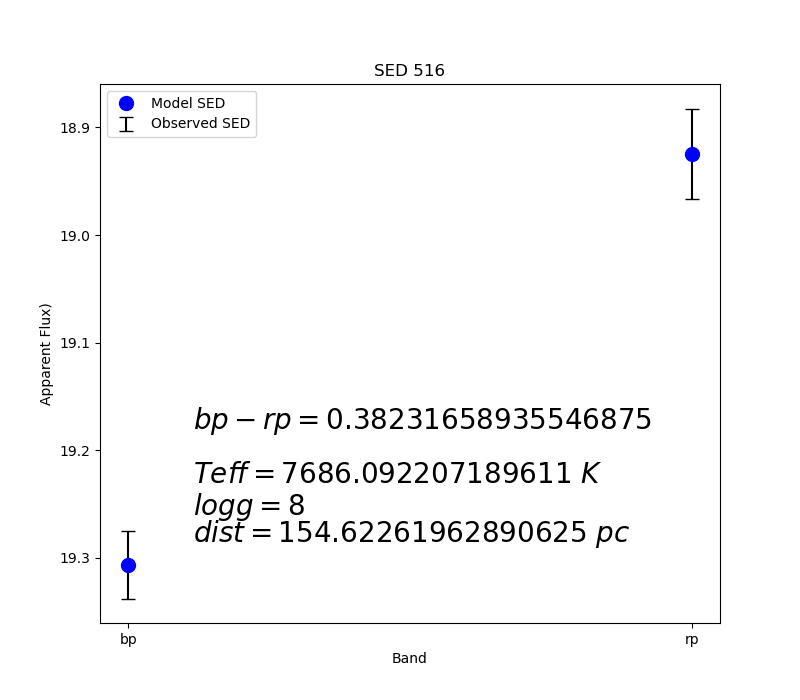 SED 516
Model SED
Observed SED
18.9
19.0
19.1
19.2
19.3
Apparent Flux)
bp − rp = 0.38231658935546875
Teff = 7686.092207189611 K
logg = 8
dist = 154.62261962890625 pc
bp
rp
Band